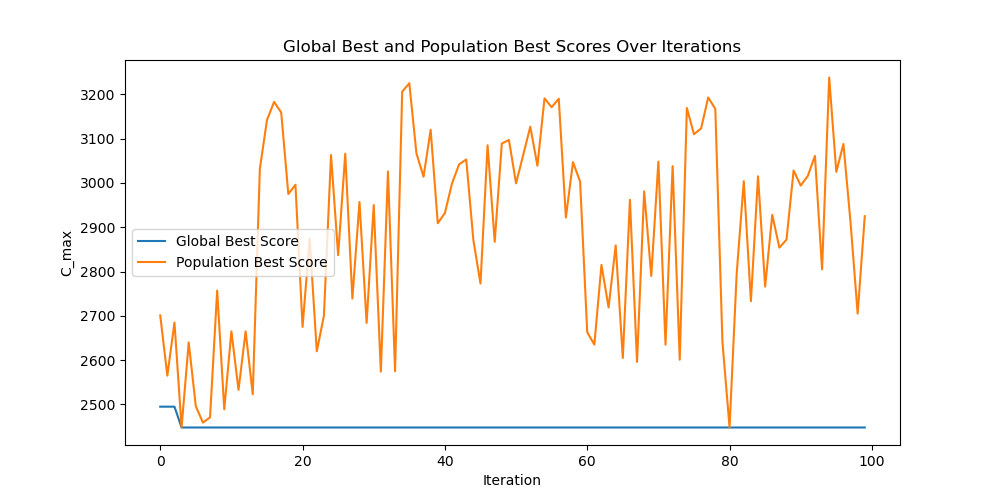 Global Best and Population Best Scores Over Iterations
C_max
3200
3100
3000
2900
2800
2700
2600
2500
Global Best Score
Population Best Score
0 20 40 60 80 100
Iteration